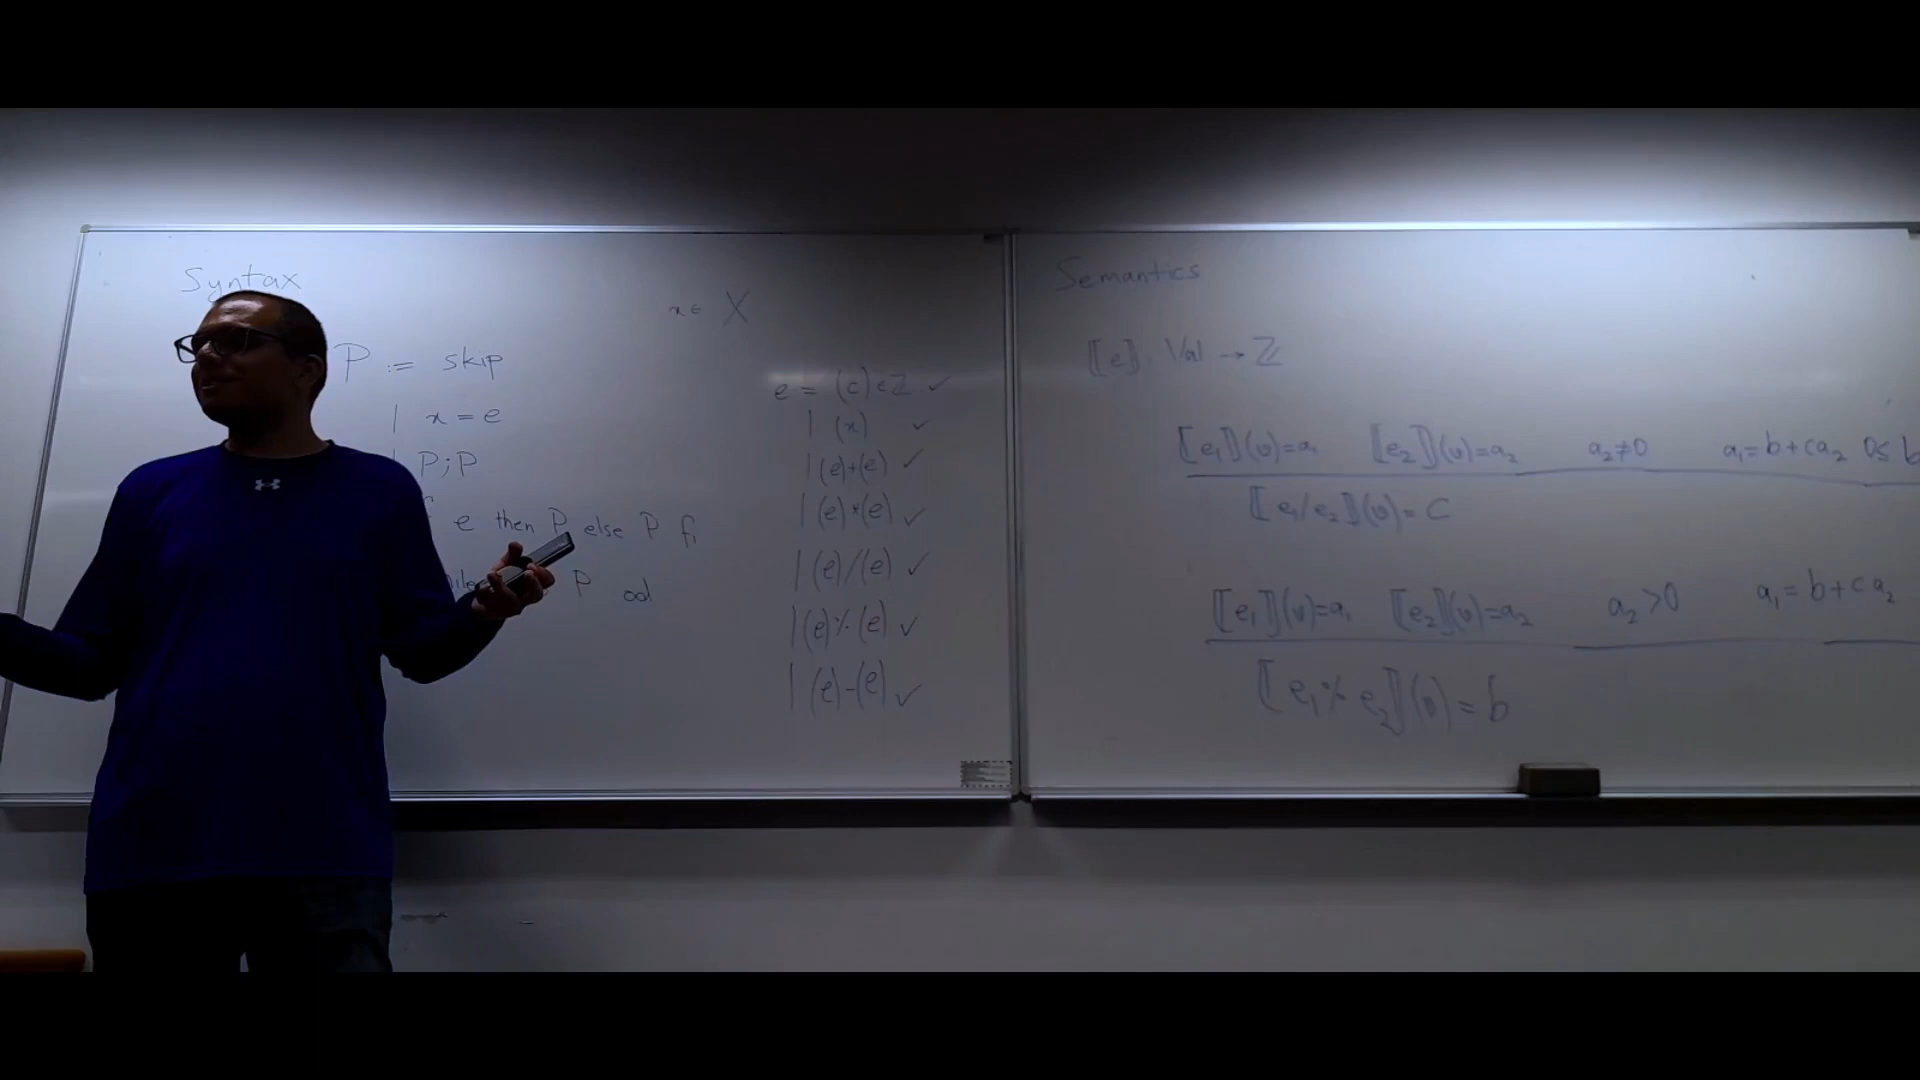 Syntax
x ∈ X
P := skip
| x = e
| P;P
e then P else P fi
P od
e = (c) ∈ ℤ ✓
| (x) ✓
| (e)+(e) ✓
| (e)*(e) ✓
| (e)/(e) ✓
| (e)%(e) ✓
| (e)-(e) ✓
Semantics
⟦e⟧: Val → ℤ
⟦e₁⟧(v)=a₁ ⟦e₂⟧(v)=a₂ a₂≠0 a₁=b+ca₂ 0≤b
⟦e₁/e₂⟧(v)=c
⟦e₁⟧(v)=a₁ ⟦e₂⟧(v)=a₂ a₂>0 a₁=b+ca₂
⟦e₁%e₂⟧(v)=b